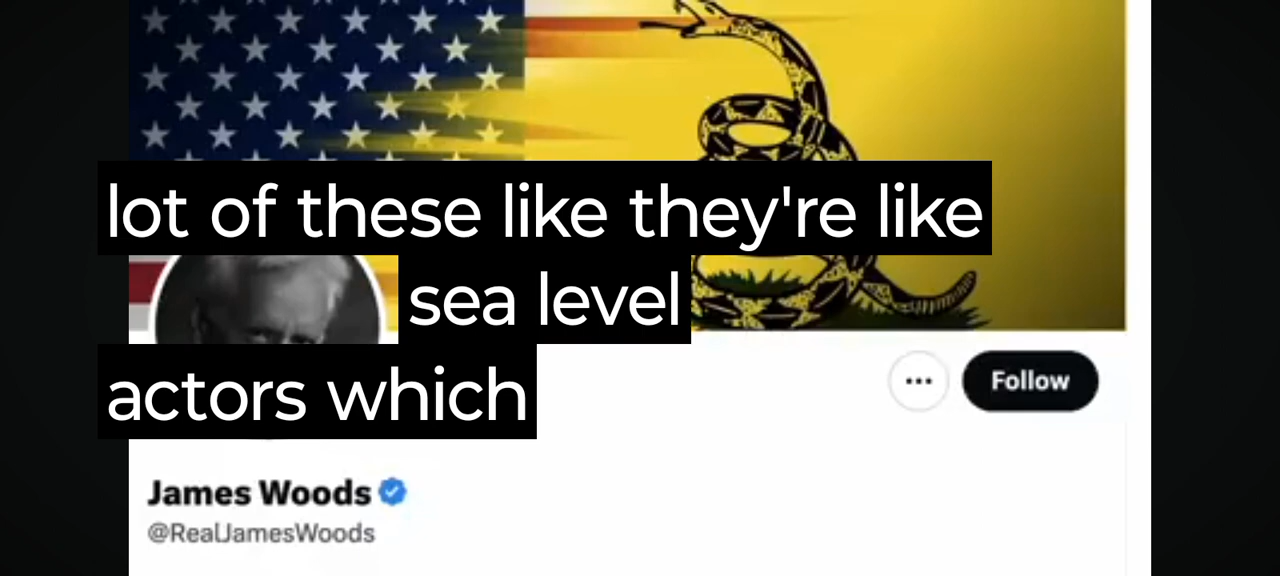 lot of these like they're like
sea level
actors which
Follow
James Woods
@RealJamesWoods